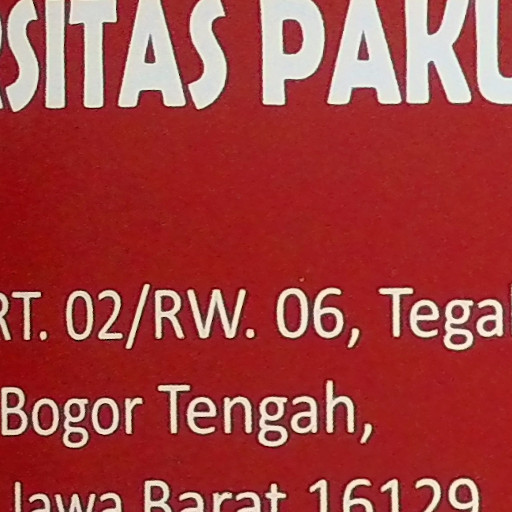 RSITAS PAKU
RT. 02/RW. 06, Tegal
Bogor Tengah,
Jawa Barat 16129